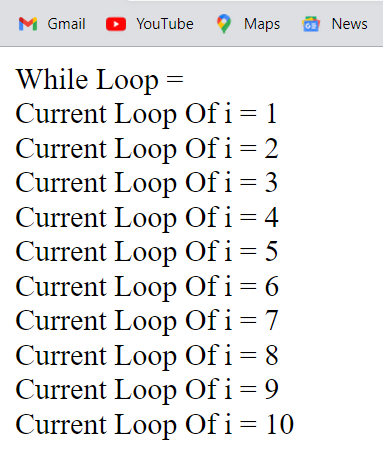 Gmail YouTube Maps News
While Loop =
Current Loop Of i = 1
Current Loop Of i = 2
Current Loop Of i = 3
Current Loop Of i = 4
Current Loop Of i = 5
Current Loop Of i = 6
Current Loop Of i = 7
Current Loop Of i = 8
Current Loop Of i = 9
Current Loop Of i = 10